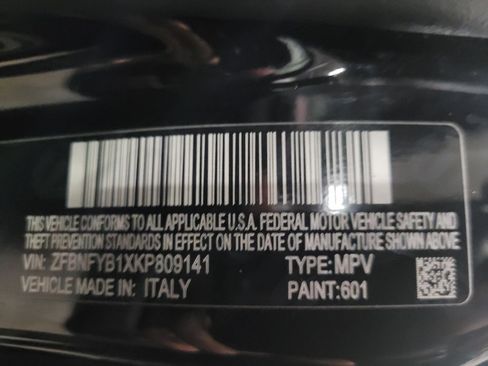 THIS VEHICLE CONFORMS TO ALL APPLICABLE U.S.A. FEDERAL MOTOR VEHICLE SAFETY AND
THEFT PREVENTION STANDARDS IN EFFECT ON THE DATE OF MANUFACTURE SHOWN ABOVE
VIN: ZFBNFYB1XKP809141 TYPE: MPV
VEHICLE MADE IN: ITALY PAINT:601